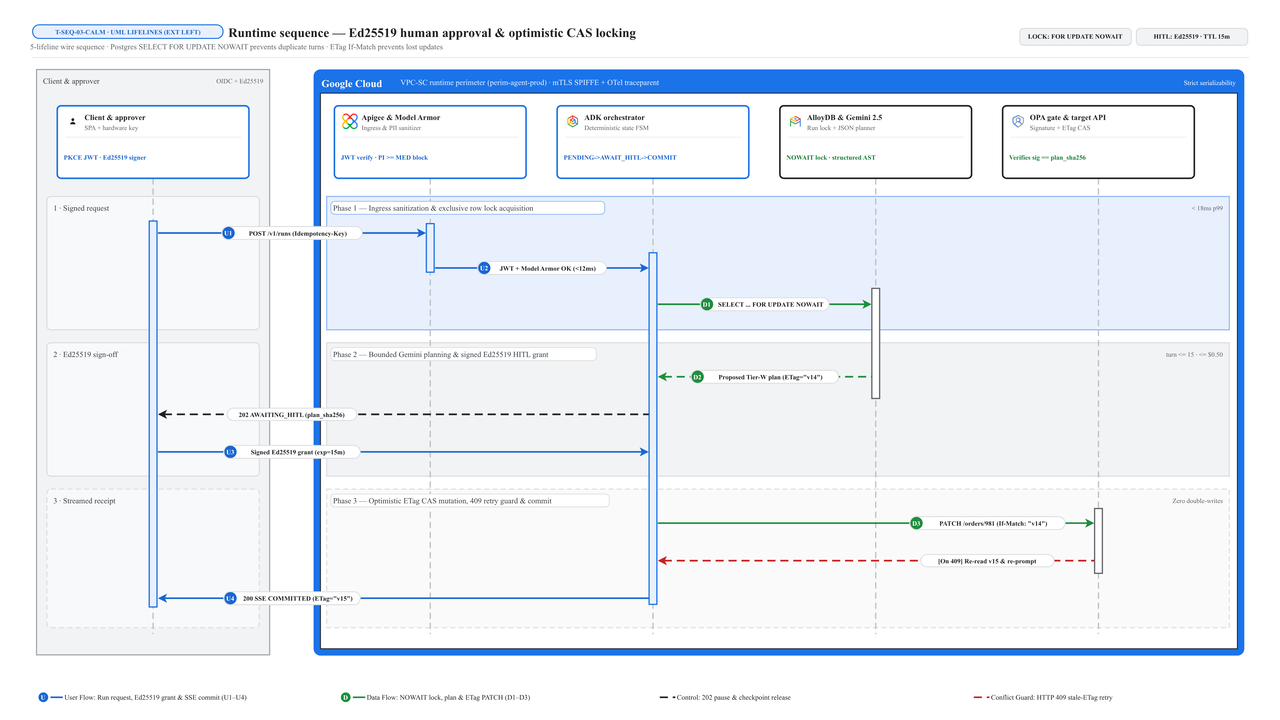 T-SEQ-03-CALM · UML LIFELINES (EXT LEFT)
Runtime sequence — Ed25519 human approval & optimistic CAS locking
5-lifeline wire sequence · Postgres SELECT FOR UPDATE NOWAIT prevents duplicate turns · ETag If-Match prevents lost updates
LOCK: FOR UPDATE NOWAIT
HITL: Ed25519 · TTL 15m
Client & approver
OIDC + Ed25519
Google Cloud
VPC-SC runtime perimeter (perim-agent-prod) · mTLS SPIFFE + OTel traceparent
Strict serializability
Client & approver
SPA + hardware key
PKCE JWT · Ed25519 signer
Apigee & Model Armor
Ingress & PII sanitizer
JWT verify · PI >= MED block
ADK orchestrator
Deterministic state FSM
PENDING->AWAIT_HITL->COMMIT
AlloyDB & Gemini 2.5
Run lock + JSON planner
NOWAIT lock · structured AST
OPA gate & target API
Signature + ETag CAS
Verifies sig == plan_sha256
1 · Signed request
Phase 1 — Ingress sanitization & exclusive row lock acquisition
< 18ms p99
U1 POST /v1/runs (Idempotency-Key)
U2 JWT + Model Armor OK (<12ms)
D1 SELECT ... FOR UPDATE NOWAIT
2 · Ed25519 sign-off
Phase 2 — Bounded Gemini planning & signed Ed25519 HITL grant
turn <= 15 · <= $0.50
D2 Proposed Tier-W plan (ETag="v14")
202 AWAITING_HITL (plan_sha256)
U3 Signed Ed25519 grant (exp=15m)
3 · Streamed receipt
Phase 3 — Optimistic ETag CAS mutation, 409 retry guard & commit
Zero double-writes
D3 PATCH /orders/981 (If-Match: "v14")
[On 409] Re-read v15 & re-prompt
U4 200 SSE COMMITTED (ETag="v15")
U User Flow: Run request, Ed25519 grant & SSE commit (U1–U4)
D Data Flow: NOWAIT lock, plan & ETag PATCH (D1–D3)
Control: 202 pause & checkpoint release
Conflict Guard: HTTP 409 stale-ETag retry